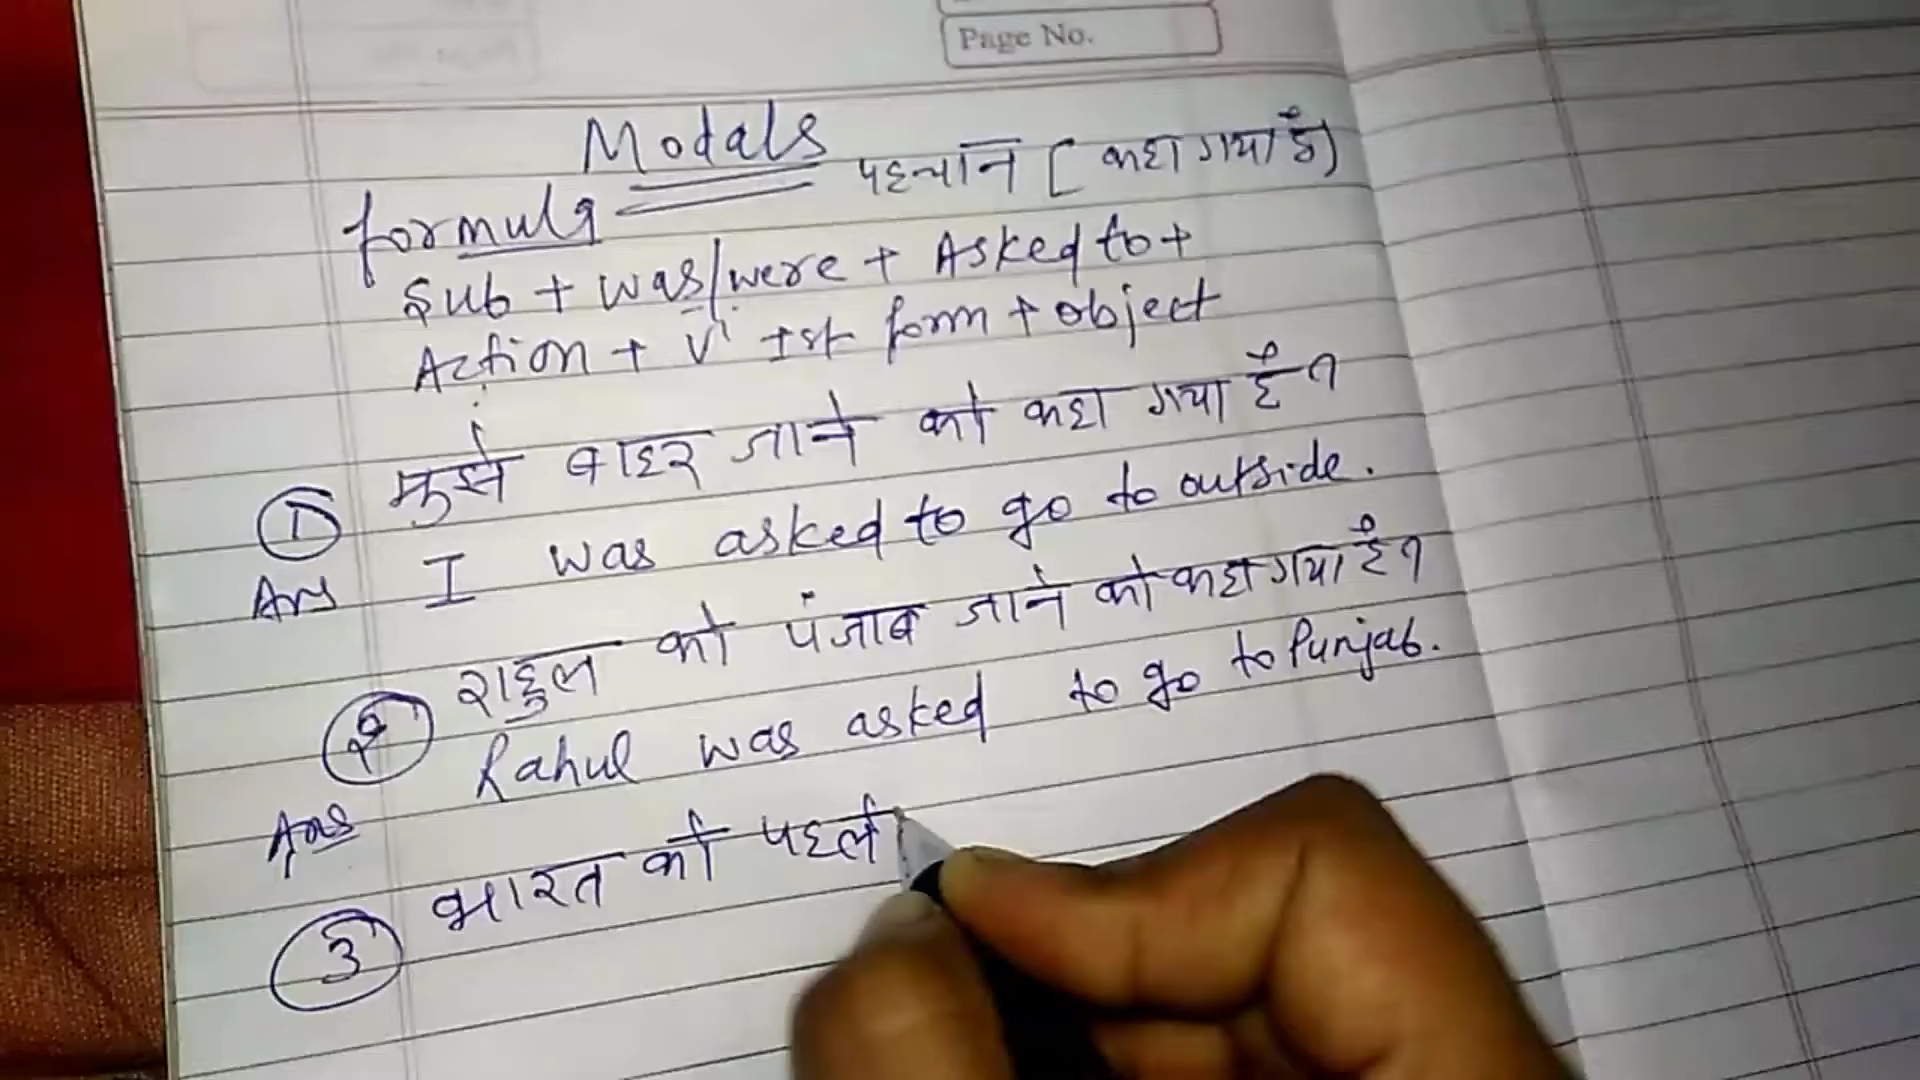 Page No.
Modals
पहचान [ कहा गया है)
formula
Sub + was/were + Asked to +
Action + V¹ Ist form + object
① मुझसे बाहर जाने को कहा गया है ?
Ans I was asked to go to outside.
② राहुल को पंजाब जाने को कहा गया है ?
Ans Rahul was asked to go to Punjab.
③ भारत को पहले